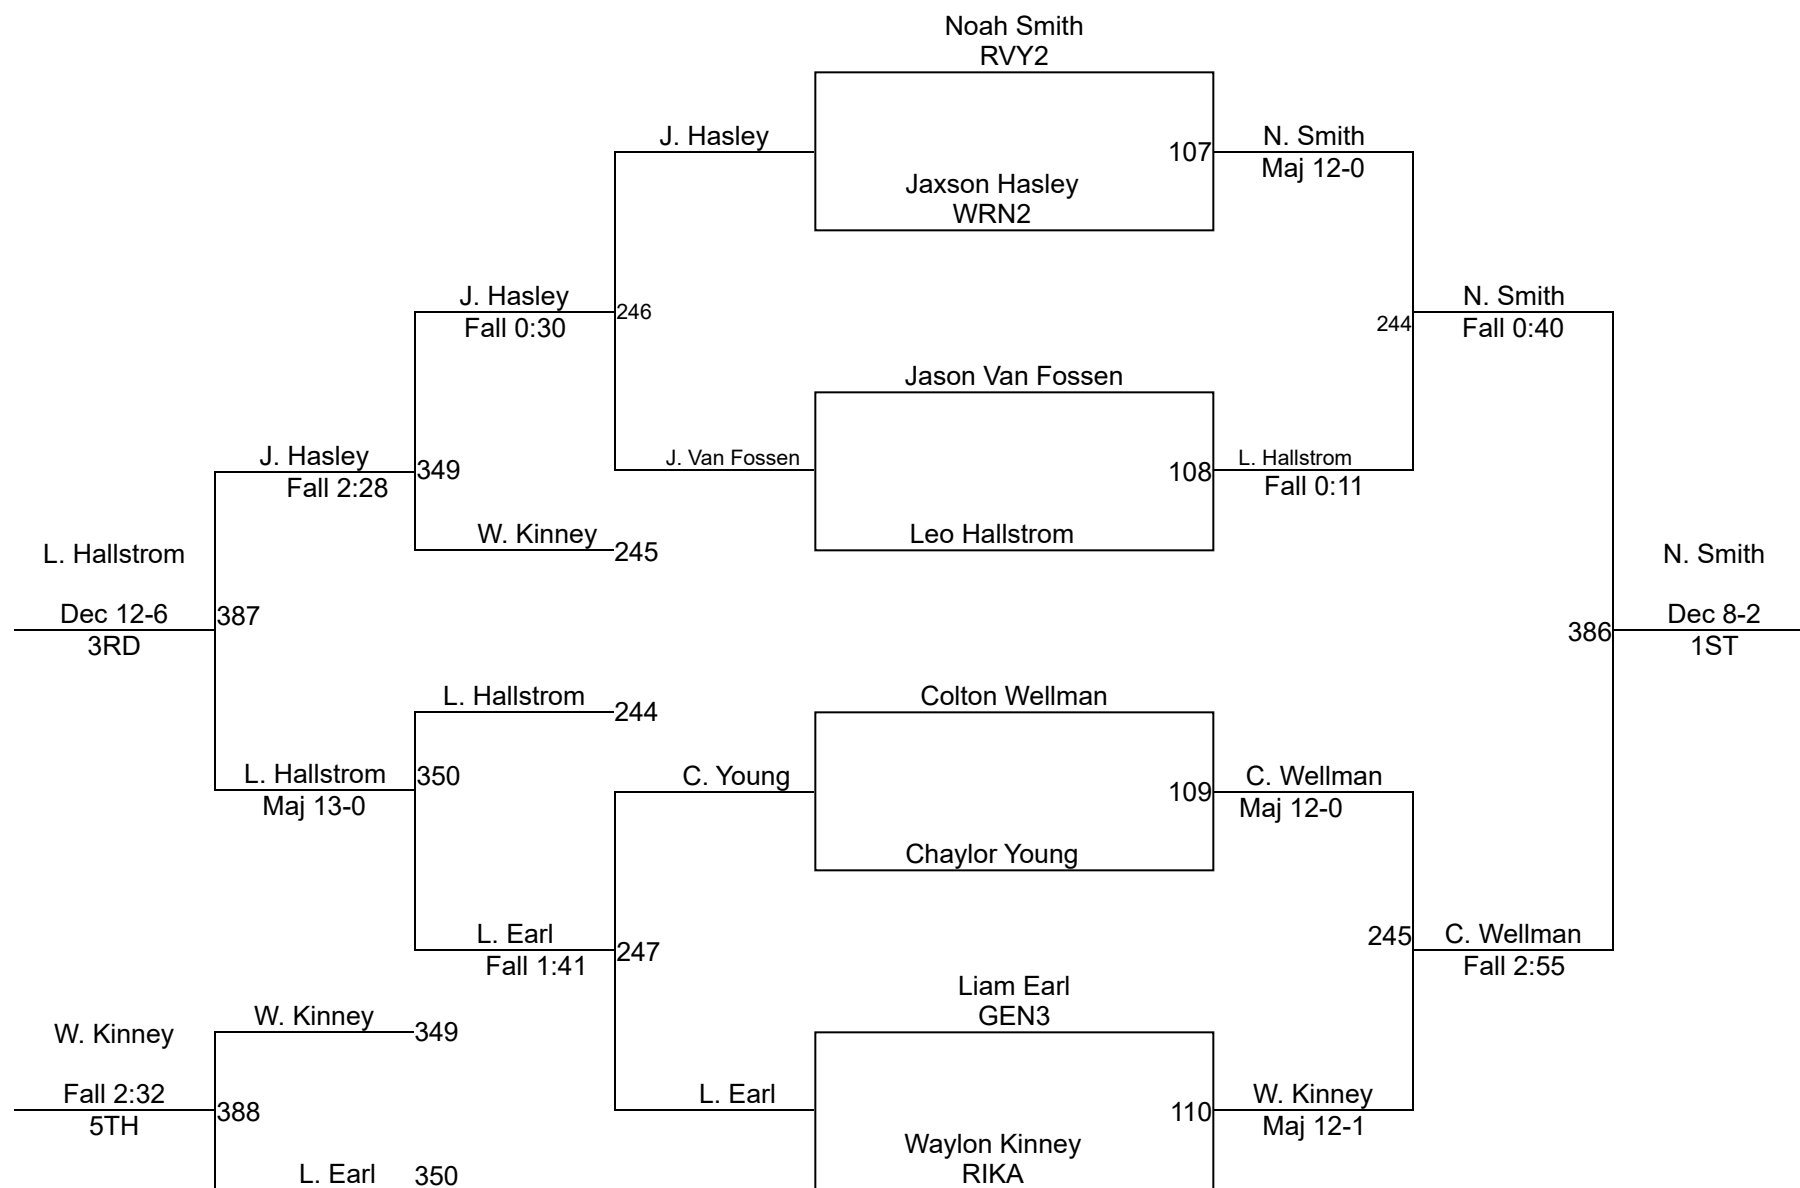 Noah Smith
RVY2
J. Hasley
107
N. Smith
Maj 12-0
Jaxson Hasley
WRN2
J. Hasley
Fall 0:30
246
244
N. Smith
Fall 0:40
Jason Van Fossen
J. Hasley
Fall 2:28
349
J. Van Fossen
108
L. Hallstrom
Fall 0:11
W. Kinney
245
Leo Hallstrom
L. Hallstrom
Dec 12-6
3RD
387
386
N. Smith
Dec 8-2
1ST
L. Hallstrom
244
Colton Wellman
L. Hallstrom
Maj 13-0
350
C. Young
109
C. Wellman
Maj 12-0
Chaylor Young
L. Earl
Fall 1:41
247
245
C. Wellman
Fall 2:55
Liam Earl
GEN3
W. Kinney
349
W. Kinney
Fall 2:32
5TH
388
L. Earl
110
W. Kinney
Maj 12-1
Waylon Kinney
RIKA
L. Earl
350